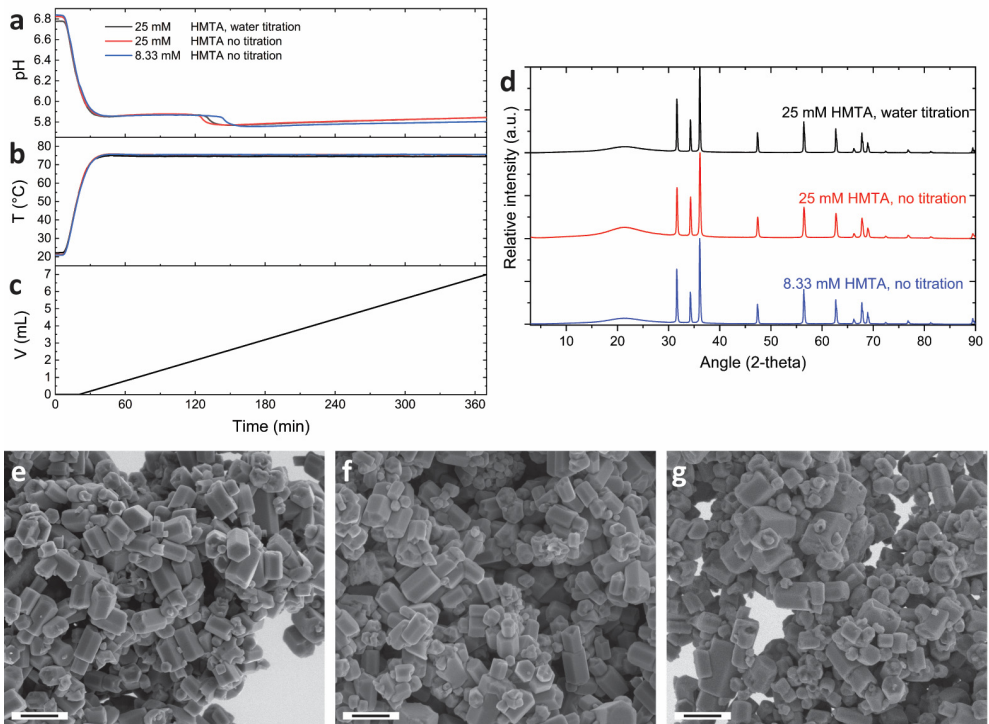 a
6.8
6.6
6.4
6.2
6.0
5.8
pH
25 mM HMTA, water titration
25 mM HMTA no titration
8.33 mM HMTA no titration
b
80
70
60
50
40
30
20
T (°C)
c
7
6
5
4
3
2
1
0
V (mL)
0 60 120 180 240 300 360
Time (min)
d
Relative intensity (a.u.)
25 mM HMTA, water titration
25 mM HMTA, no titration
8.33 mM HMTA, no titration
10 20 30 40 50 60 70 80 90
Angle (2-theta)
e
f
g